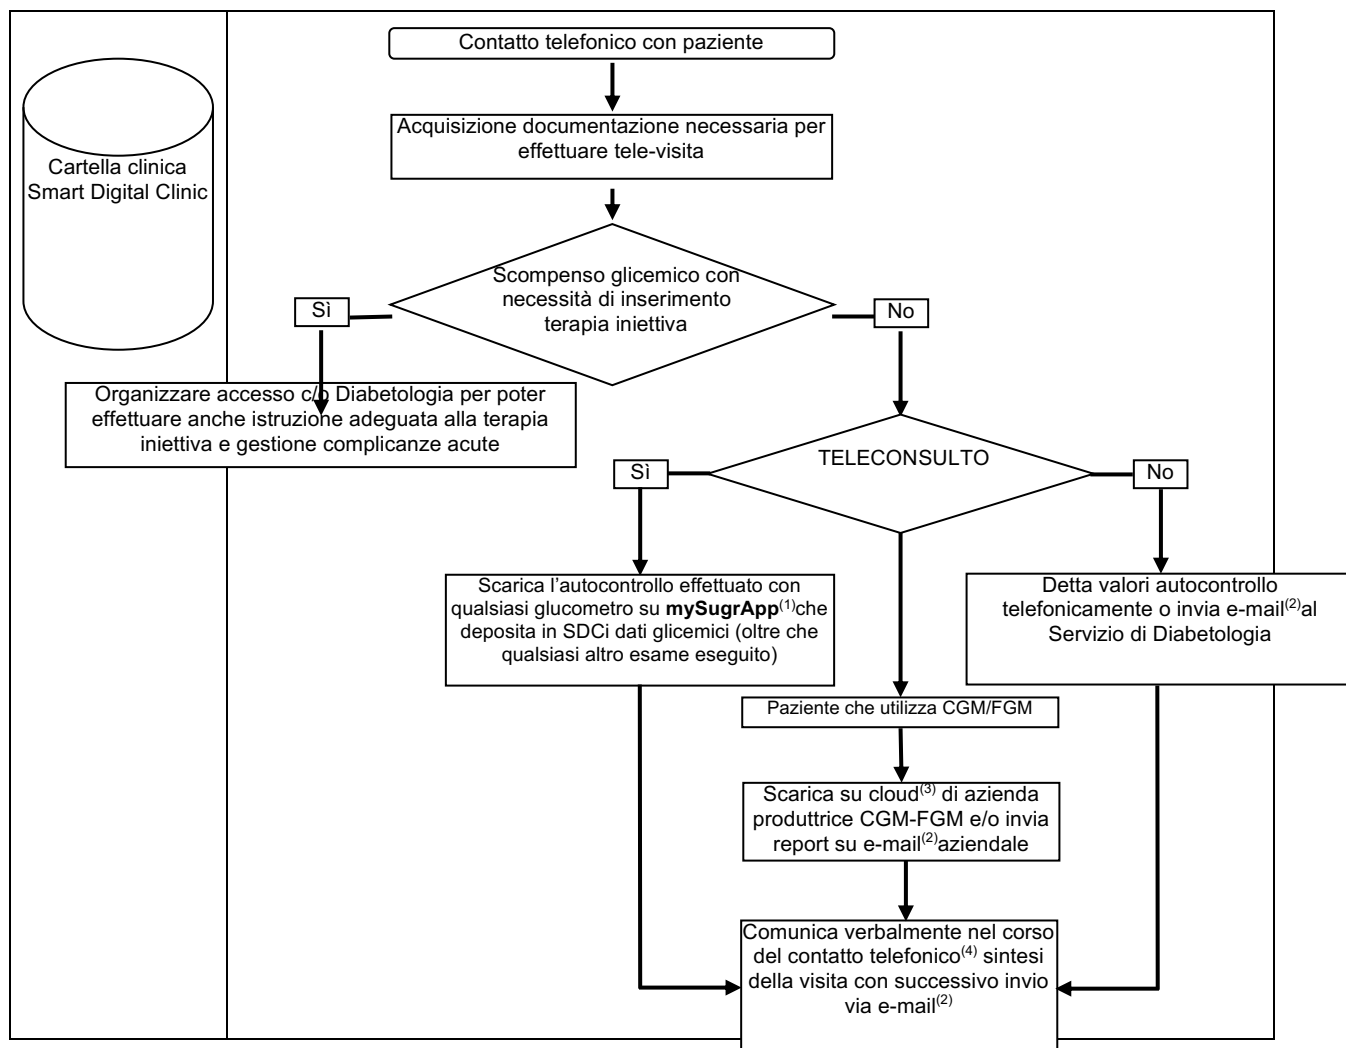 Contatto telefonico con paziente
Acquisizione documentazione necessaria per
effettuare tele-visita
Cartella clinica
Smart Digital Clinic
Scompenso glicemico con
necessità di inserimento
terapia iniettiva
Sì
No
Organizzare accesso c/o Diabetologia per poter
effettuare anche istruzione adeguata alla terapia
iniettiva e gestione complicanze acute
TELECONSULTO
Sì
No
Scarica l'autocontrollo effettuato con
qualsiasi glucometro su mySugrApp(1)che
deposita in SDCi dati glicemici (oltre che
qualsiasi altro esame eseguito)
Detta valori autocontrollo
telefonicamente o invia e-mail(2)al
Servizio di Diabetologia
Paziente che utilizza CGM/FGM
Scarica su cloud(3) di azienda
produttrice CGM-FGM e/o invia
report su e-mail(2)aziendale
Comunica verbalmente nel corso
del contatto telefonico(4) sintesi
della visita con successivo invio
via e-mail(2)